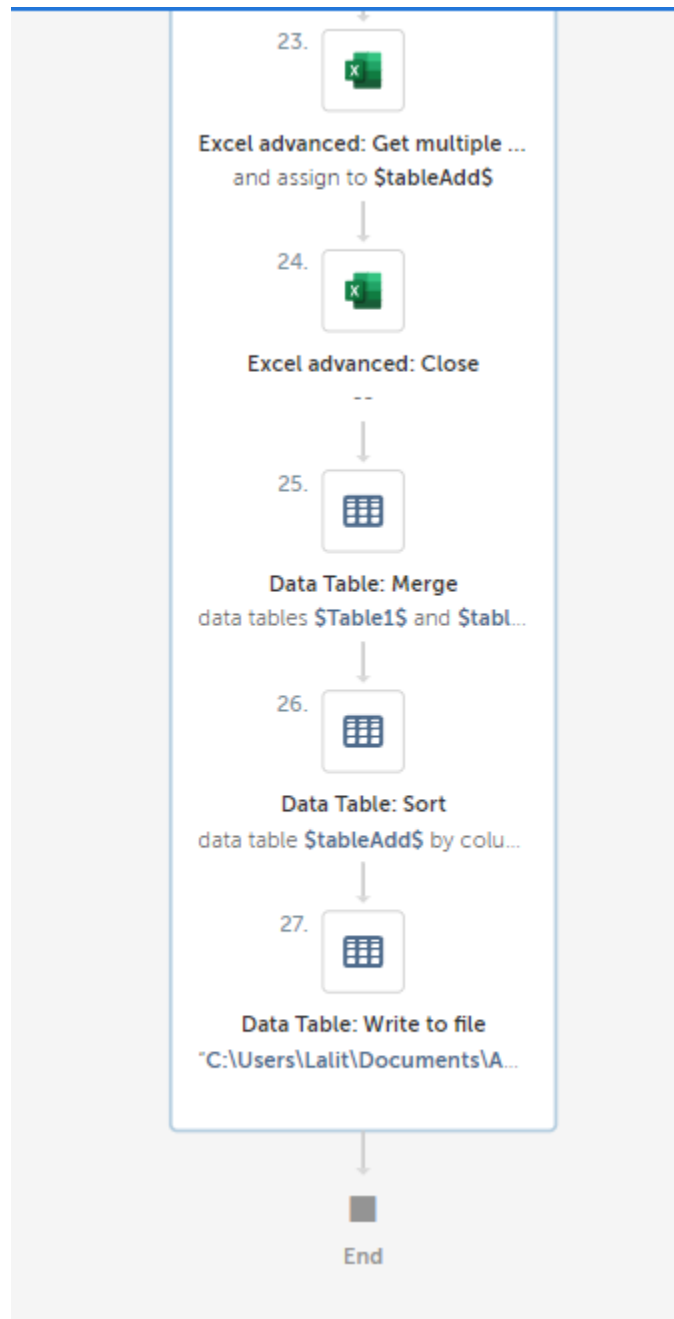 23.
Excel advanced: Get multiple ...
and assign to $tableAdd$
24.
Excel advanced: Close
--
25.
Data Table: Merge
data tables $Table1$ and $tabl...
26.
Data Table: Sort
data table $tableAdd$ by colu...
27.
Data Table: Write to file
"C:\Users\Lalit\Documents\A...
End